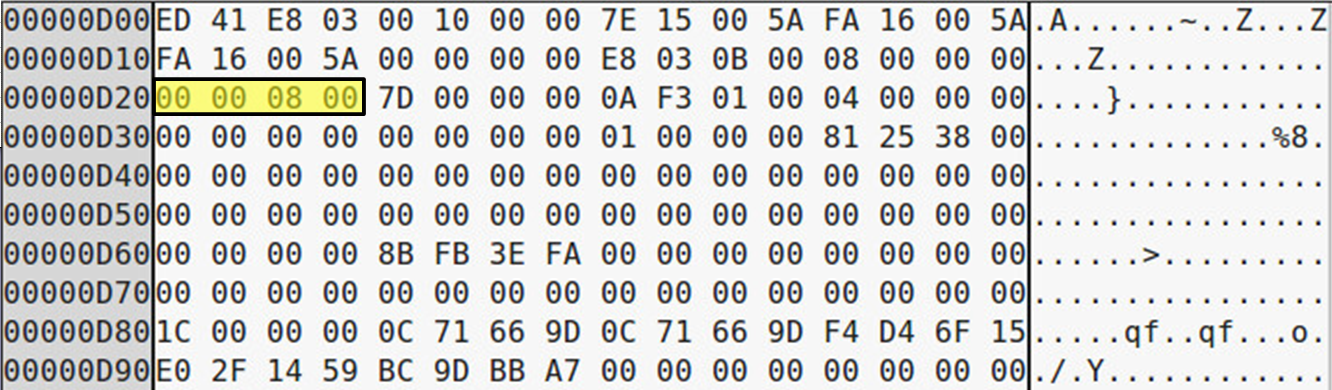 00000D00 ED 41 E8 03 00 10 00 00 7E 15 00 5A FA 16 00 5A .A......~..Z...Z
00000D10 FA 16 00 5A 00 00 00 00 E8 03 0B 00 08 00 00 00 ...Z............
00000D20 00 00 08 00 7D 00 00 00 0A F3 01 00 04 00 00 00 ....}...........
00000D30 00 00 00 00 00 00 00 00 01 00 00 00 81 25 38 00 .............%8.
00000D40 00 00 00 00 00 00 00 00 00 00 00 00 00 00 00 00 ................
00000D50 00 00 00 00 00 00 00 00 00 00 00 00 00 00 00 00 ................
00000D60 00 00 00 00 8B FB 3E FA 00 00 00 00 00 00 00 00 ......>.........
00000D70 00 00 00 00 00 00 00 00 00 00 00 00 00 00 00 00 ................
00000D80 1C 00 00 00 0C 71 66 9D 0C 71 66 9D F4 D4 6F 15 .....qf..qf...o.
00000D90 E0 2F 14 59 BC 9D BB A7 00 00 00 00 00 00 00 00 ./.Y............